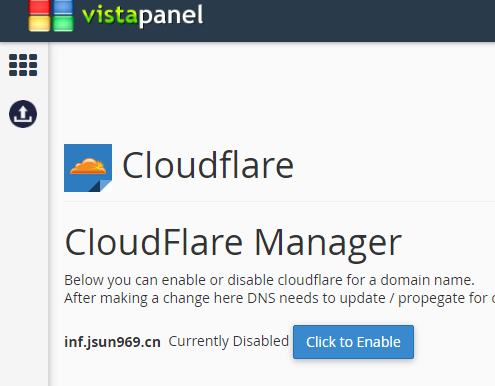 vistapanel
Cloudflare
CloudFlare Manager
Below you can enable or disable cloudflare for a domain name.
After making a change here DNS needs to update / propegate for
inf.jsun969.cn Currently Disabled Click to Enable